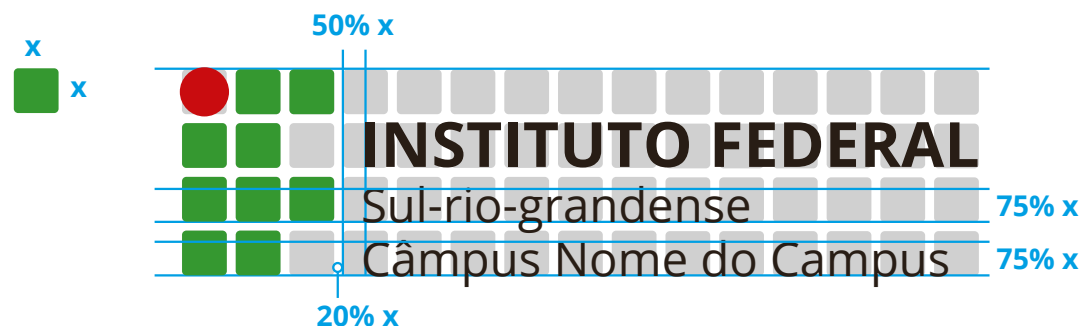 50% x
x
x
INSTITUTO FEDERAL
Sul-rio-grandense
75% x
Câmpus Nome do Campus
75% x
20% x